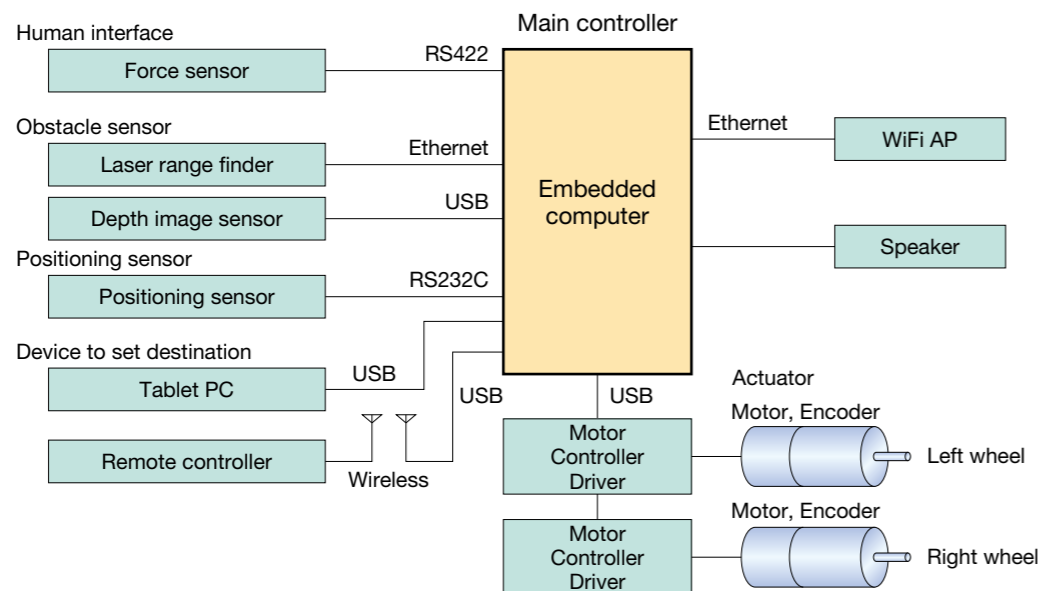 Main controller
Human interface
Force sensor
RS422
Obstacle sensor
Laser range finder
Ethernet
Depth image sensor
USB
Positioning sensor
Positioning sensor
RS232C
Device to set destination
Tablet PC
USB
Remote controller
Wireless
USB
Embedded
computer
Ethernet
WiFi AP
Speaker
USB
Motor
Controller
Driver
Actuator
Motor, Encoder
Left wheel
Motor
Controller
Driver
Motor, Encoder
Right wheel